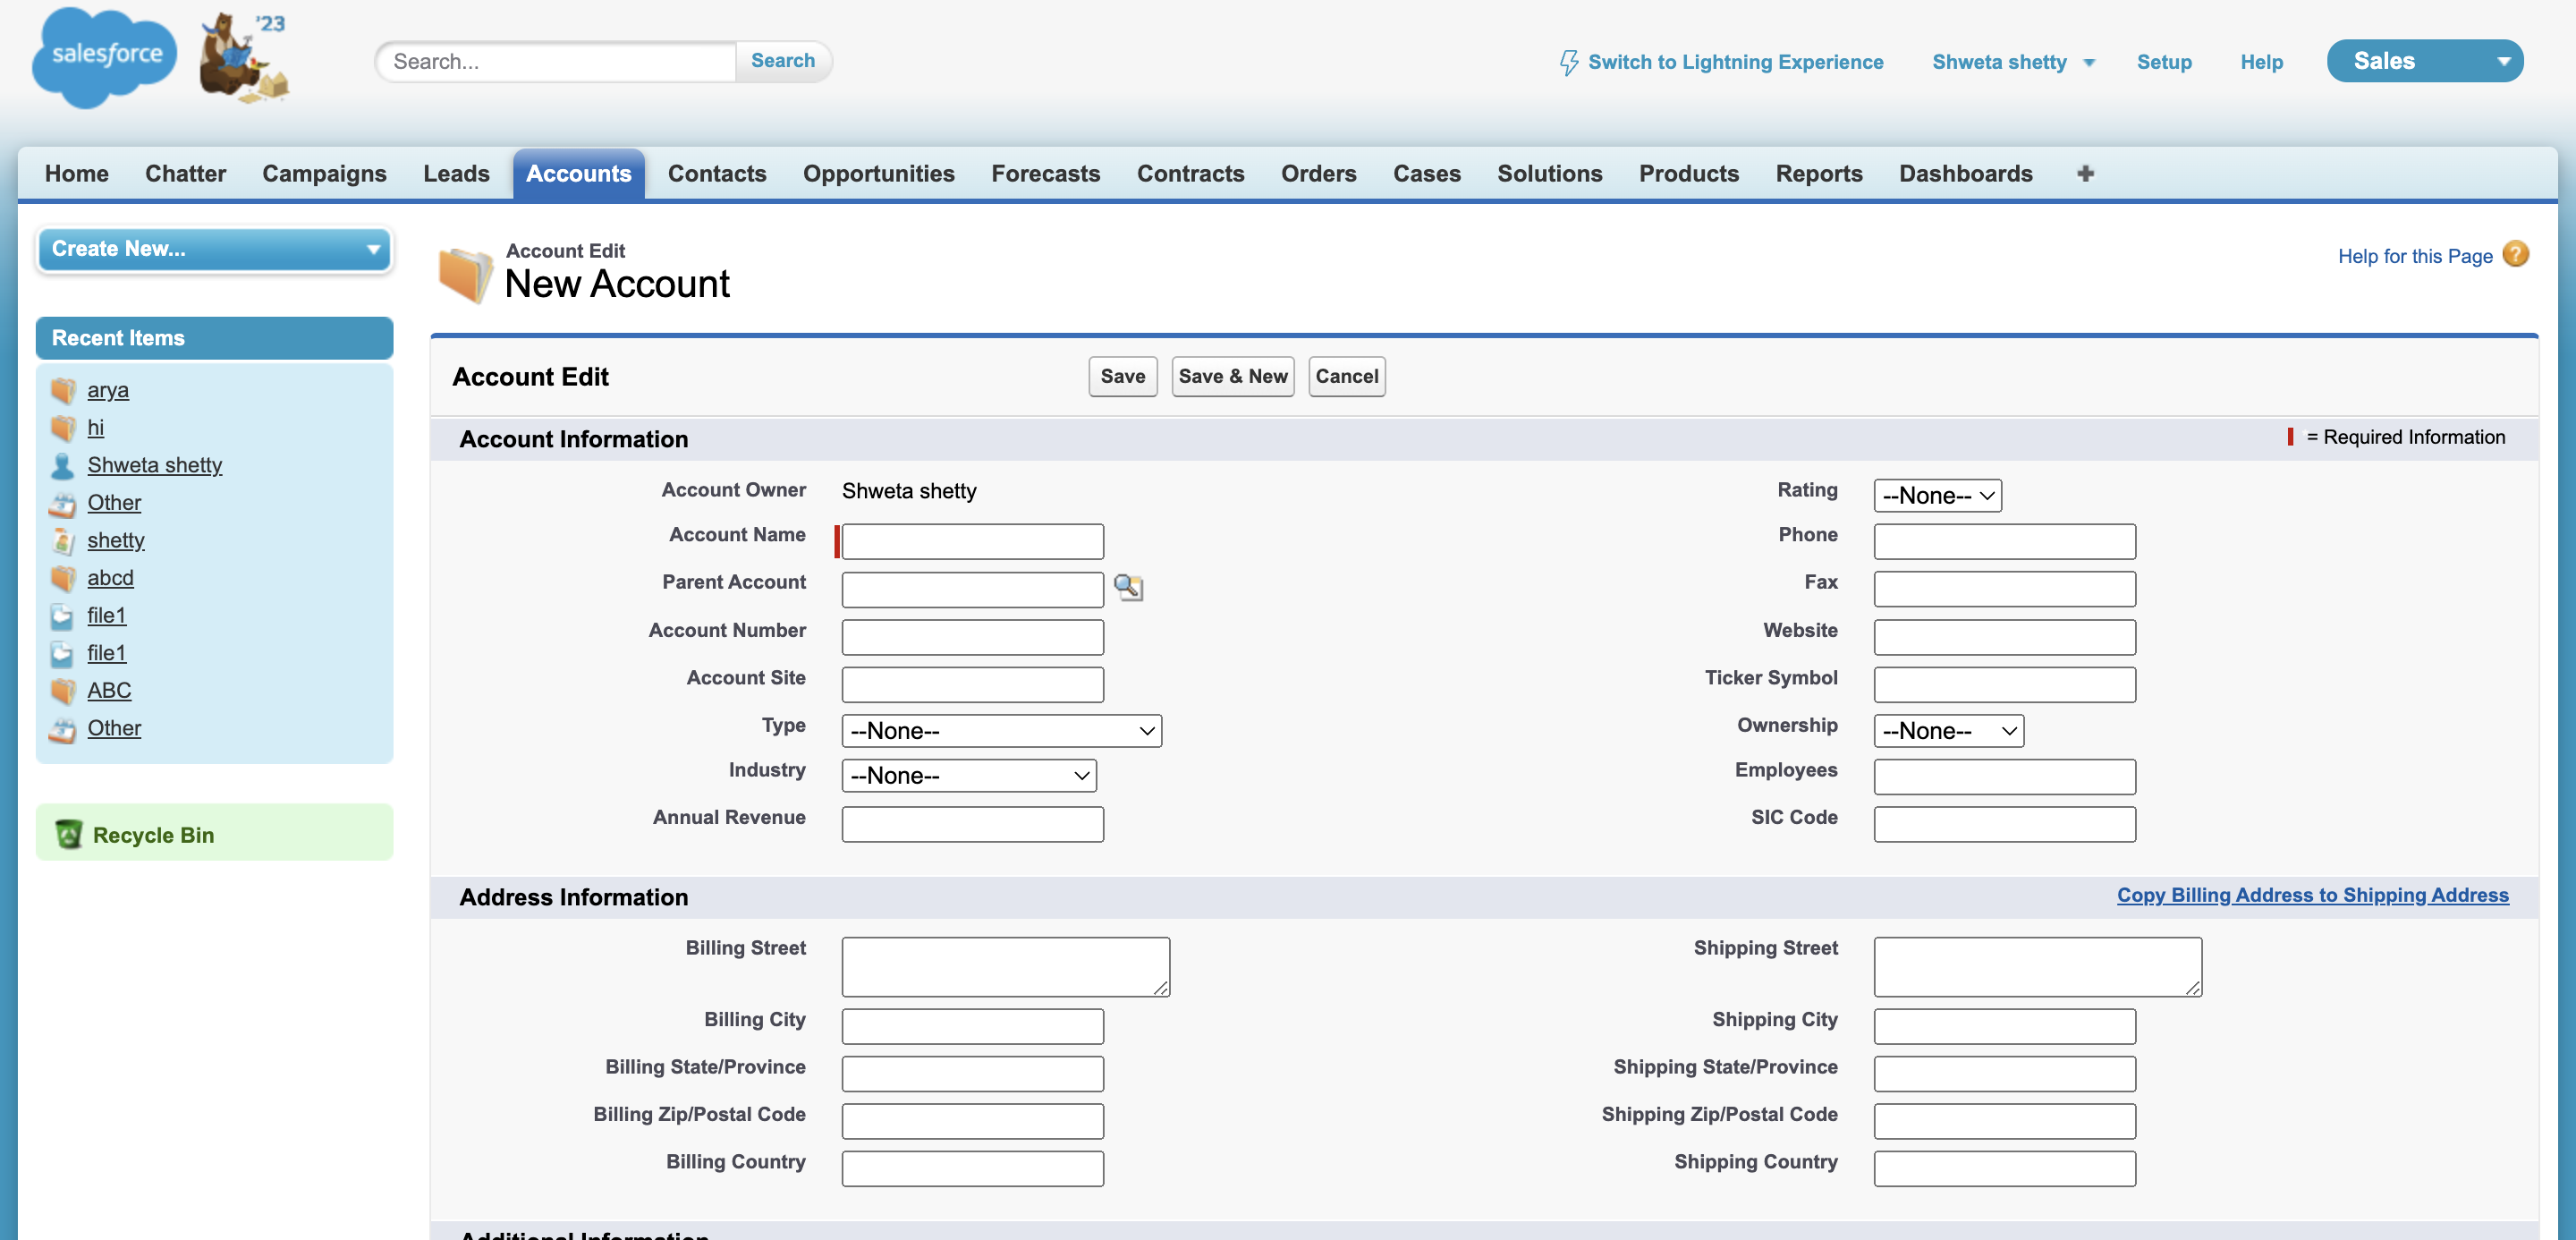 salesforce
'23
Search...
Search
Switch to Lightning Experience
Shweta shetty
Setup
Help
Sales
Home
Chatter
Campaigns
Leads
Accounts
Contacts
Opportunities
Forecasts
Contracts
Orders
Cases
Solutions
Products
Reports
Dashboards
Create New...
Recent Items
arya
hi
Shweta shetty
Other
shetty
abcd
file1
file1
ABC
Other
Recycle Bin
Account Edit
New Account
Help for this Page
Account Edit
Save
Save & New
Cancel
Account Information
= Required Information
Account Owner
Shweta shetty
Rating
--None--
Account Name
Phone
Parent Account
Fax
Account Number
Website
Account Site
Ticker Symbol
Type
--None--
Ownership
--None--
Industry
--None--
Employees
Annual Revenue
SIC Code
Address Information
Copy Billing Address to Shipping Address
Billing Street
Shipping Street
Billing City
Shipping City
Billing State/Province
Shipping State/Province
Billing Zip/Postal Code
Shipping Zip/Postal Code
Billing Country
Shipping Country
Additional Information